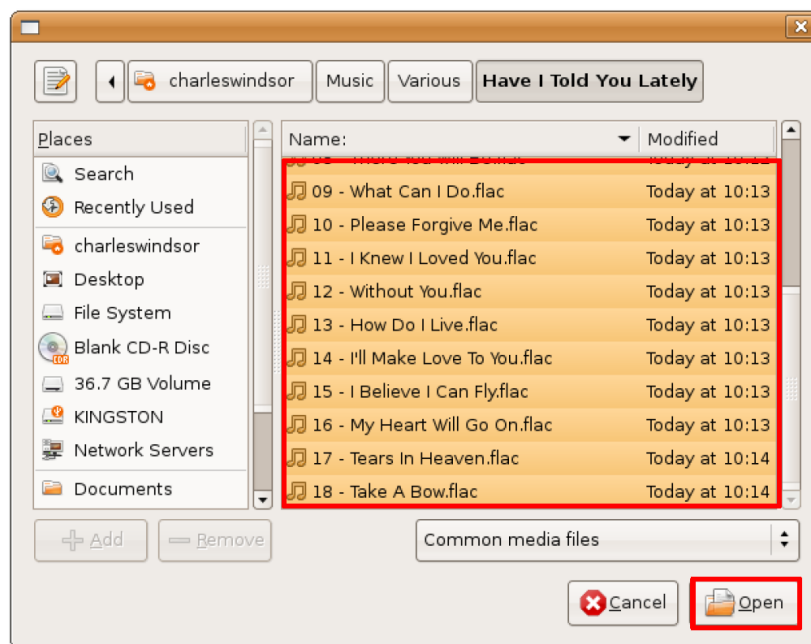 charleswindsor Music Various Have I Told You Lately
Places
Search
Recently Used
charleswindsor
Desktop
File System
Blank CD-R Disc
36.7 GB Volume
KINGSTON
Network Servers
Documents
Add Remove
Name: Modified
09 - What Can I Do.flac Today at 10:13
10 - Please Forgive Me.flac Today at 10:13
11 - I Knew I Loved You.flac Today at 10:13
12 - Without You.flac Today at 10:13
13 - How Do I Live.flac Today at 10:13
14 - I'll Make Love To You.flac Today at 10:13
15 - I Believe I Can Fly.flac Today at 10:13
16 - My Heart Will Go On.flac Today at 10:13
17 - Tears In Heaven.flac Today at 10:14
18 - Take A Bow.flac Today at 10:14
Common media files
Cancel Open